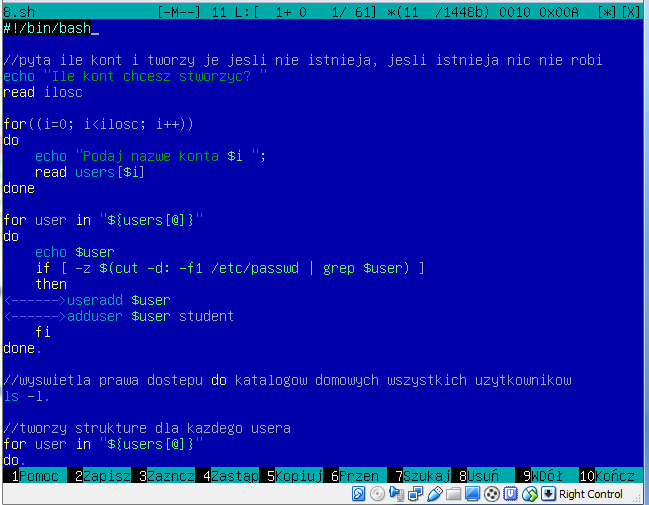 8.sh [-M--] 11 L:[ 1+ 0 1/ 61] *(11 /1448b) 0010 0x00A [*][X]
#!/bin/bash_
//pyta ile kont i tworzy je jesli nie istnieja, jesli istnieja nic nie robi
echo "Ile kont chcesz stworzyc? "
read ilosc
for((i=0; i<ilosc; i++))
do
echo "Podaj nazwe konta $i ";
read users[$i]
done
for user in "${users[@]}"
do
echo $user
if [ -z $(cut -d: -f1 /etc/passwd | grep $user) ]
then
<------>useradd $user
<------>adduser $user student
fi
done.
//wyswietla prawa dostepu do katalogow domowych wszystkich uzytkownikow
ls -l.
//tworzy strukture dla kazdego usera
for user in "${users[@]}"
do.
1Pomoc 2Zapisz 3Zazncz 4Zastąp 5Kopiuj 6Przen 7Szukaj 8Usuń 9WDół 10Kończ
Right Control